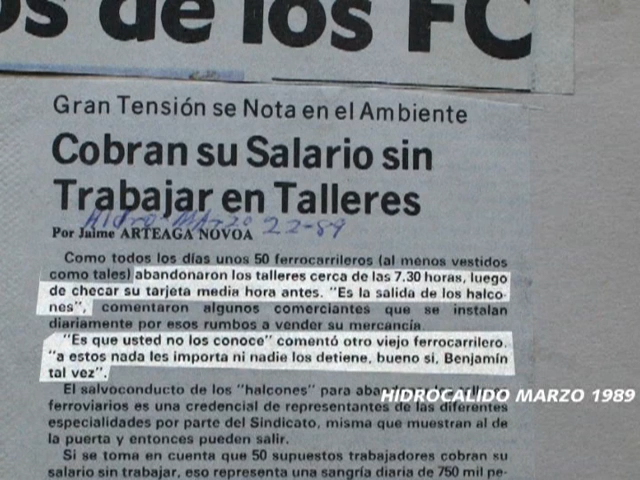 os de los FC
Gran Tensión se Nota en el Ambiente
Cobran su Salario sin
Trabajar en Talleres
Hidro MARZO 22-89
Por Jaime ARTEAGA NOVOA
Como todos los días unos 50 ferrocarrileros (al menos vestidos
como tales) abandonaron los talleres cerca de las 7.30 horas, luego
de checar su tarjeta media hora antes. "Es la salida de los halco-
nes", comentaron algunos comerciantes que se instalan
diariamente por esos rumbos a vender su mercancía.
"Es que usted no los conoce" comentó otro viejo ferrocarrilero.
"a estos nada les importa ni nadie los detiene, bueno si, Benjamín
tal vez".
El salvoconducto de los "halcones" para
HIDROCALIDO MARZO 1989
ferroviarios es una credencial de representantes de las diferentes
especialidades por parte del Sindicato, misma que muestran al de
la puerta y entonces pueden salir.
Si se toma en cuenta que 50 supuestos trabajadores cobran su
salario sin trabajar, eso representa una sangría diaria de 750 mil pe-